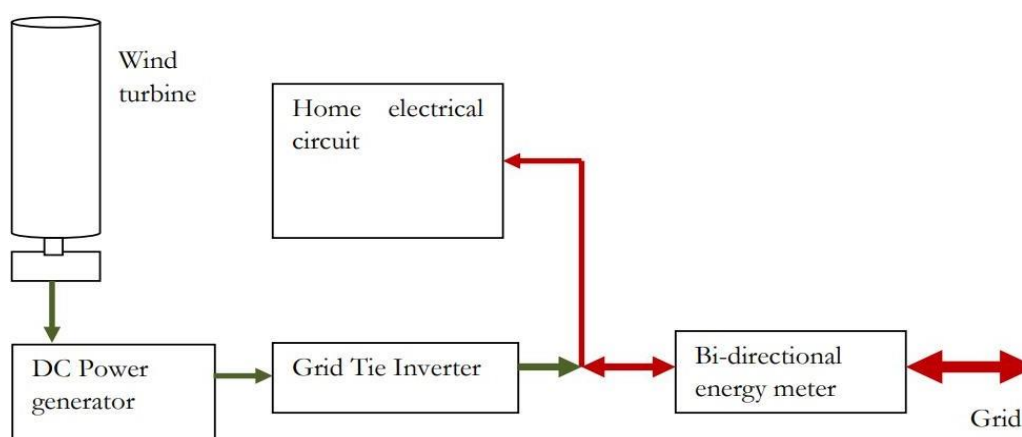 Wind
turbine
Home electrical
circuit
DC Power
generator
Grid Tie Inverter
Bi-directional
energy meter
Grid